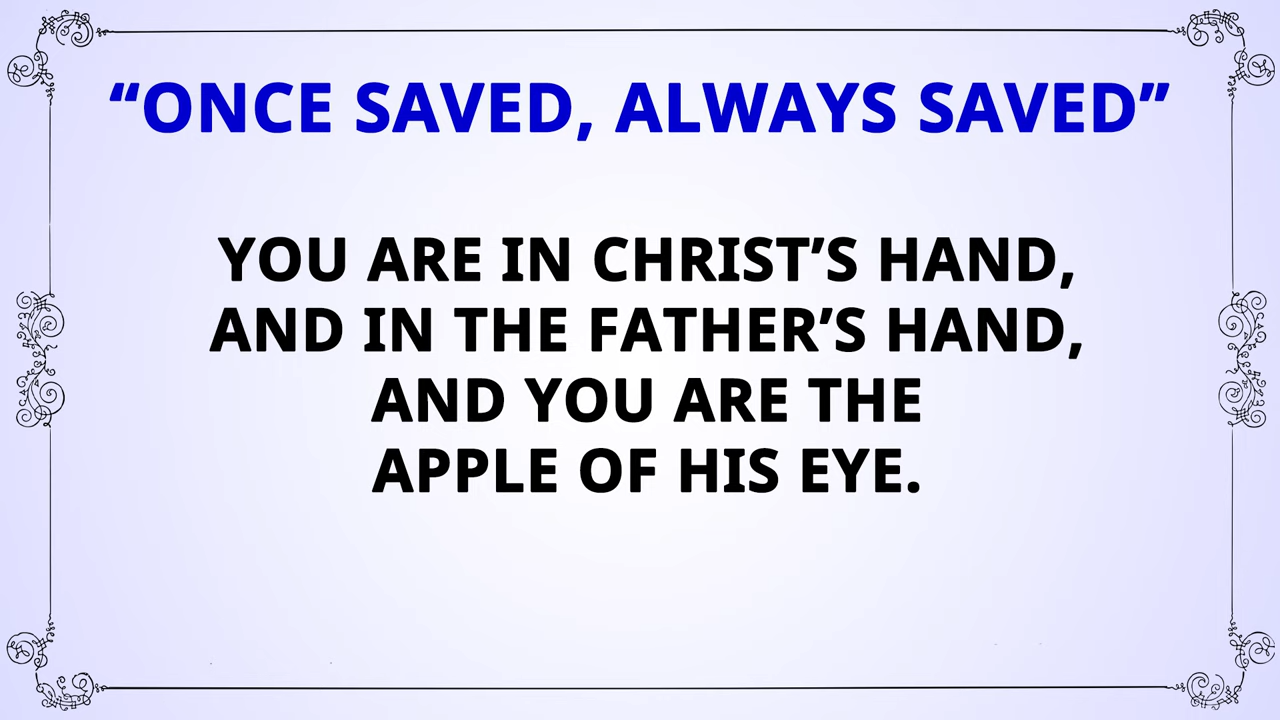 “ONCE SAVED, ALWAYS SAVED”
YOU ARE IN CHRIST’S HAND,
AND IN THE FATHER’S HAND,
AND YOU ARE THE
APPLE OF HIS EYE.